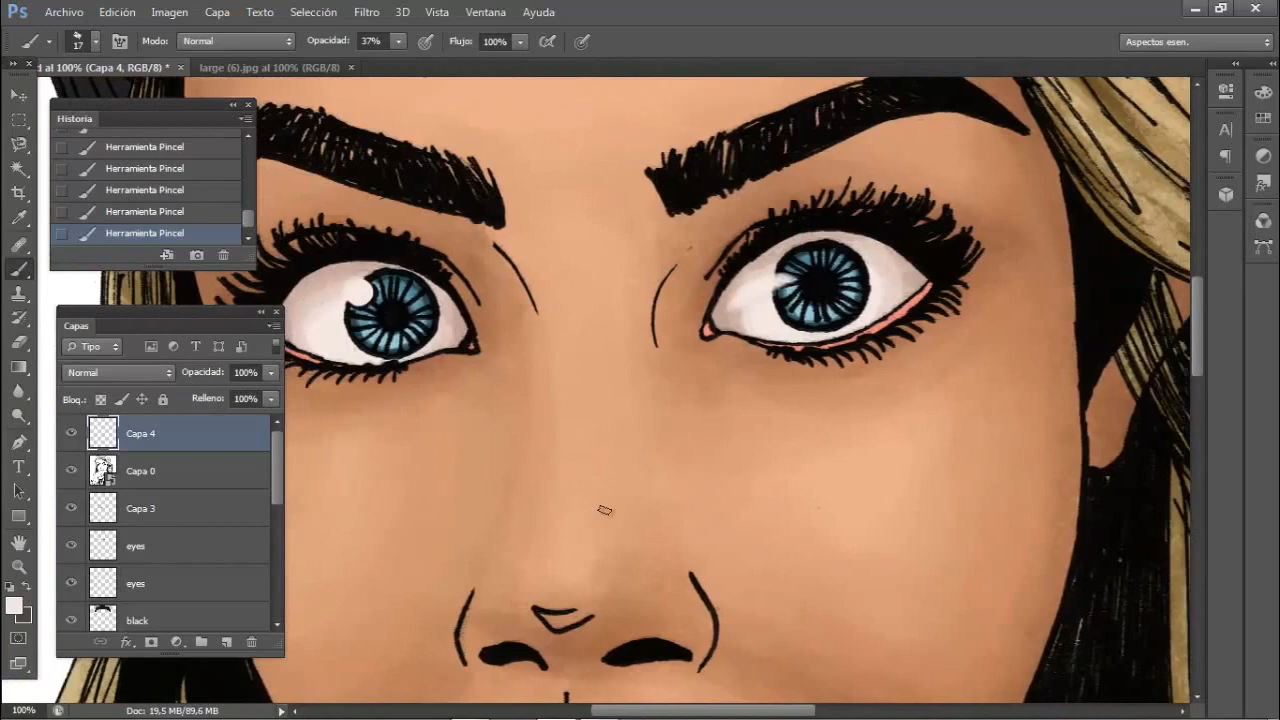 Ps Archivo Edición Imagen Capa Texto Selección Filtro 3D Vista Ventana Ayuda
17 Modo: Normal Opacidad: 37% Flujo: 100% Aspectos esen.
d al 100% (Capa 4, RGB/8) * × large (6).jpg al 100% (RGB/8) ×
Historia
Herramienta Pincel
Herramienta Pincel
Herramienta Pincel
Herramienta Pincel
Herramienta Pincel
Capas
Tipo
Normal Opacidad: 100%
Bloq.: Relleno: 100%
Capa 4
Capa 0
Capa 3
eyes
eyes
black
100% Doc: 19,5 MB/89,6 MB